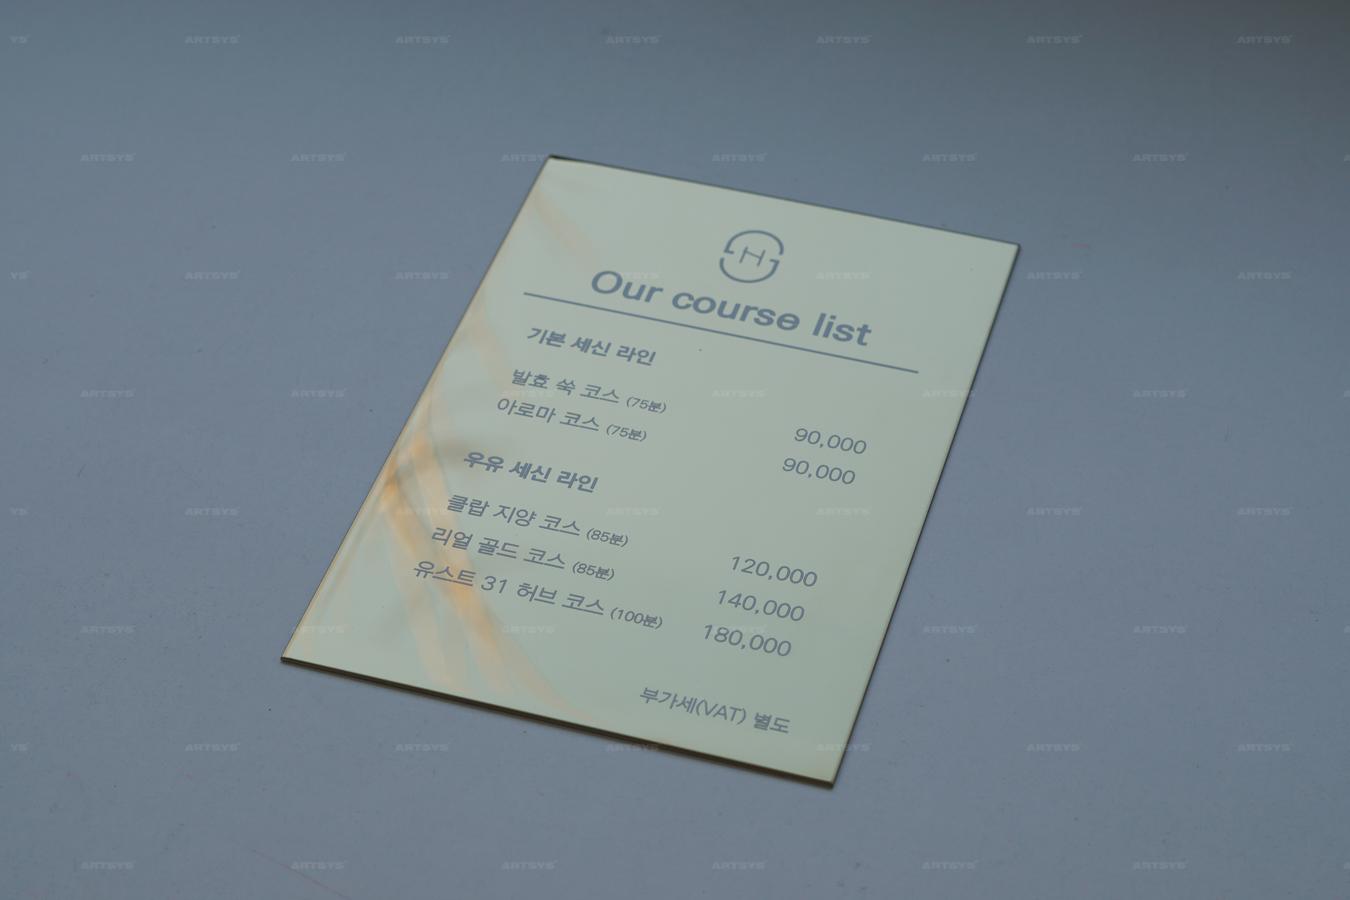 H
Our course list
기본 세신 라인
발효 쑥 코스 (75분) 90,000
아로마 코스 (75분) 90,000
우유 세신 라인
클랍 지양 코스 (85분) 120,000
리얼 골드 코스 (85분) 140,000
유스트 31 허브 코스 (100분) 180,000
부가세(VAT) 별도
ARTSYS